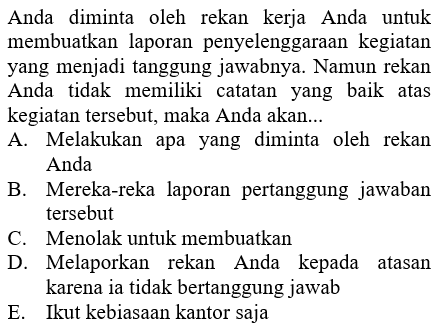 Anda diminta oleh rekan kerja Anda untuk
membuatkan laporan penyelenggaraan kegiatan
yang menjadi tanggung jawabnya. Namun rekan
Anda tidak memiliki catatan yang baik atas
kegiatan tersebut, maka Anda akan...
A. Melakukan apa yang diminta oleh rekan
Anda
B. Mereka-reka laporan pertanggung jawaban
tersebut
C. Menolak untuk membuatkan
D. Melaporkan rekan Anda kepada atasan
karena ia tidak bertanggung jawab
E. Ikut kebiasaan kantor saja